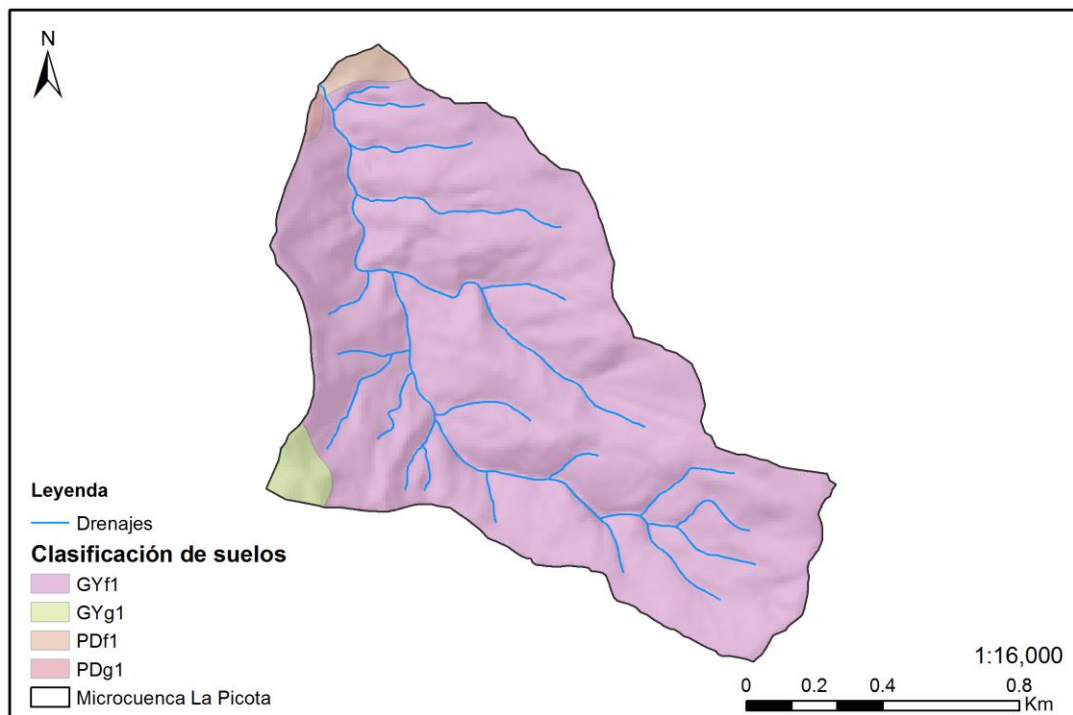 N
Leyenda
Drenajes
Clasificación de suelos
GYf1
GYg1
PDf1
PDg1
Microcuenca La Picota
1:16,000
0 0.2 0.4 0.8
Km